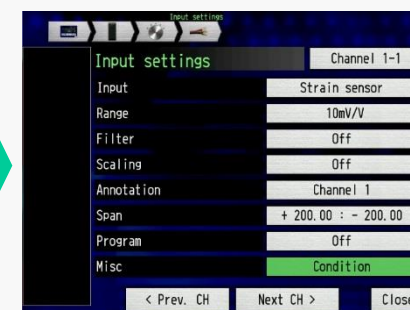 Input settings
Input settings Channel 1-1
Input Strain sensor
Range 10mV/V
Filter Off
Scaling Off
Annotation Channel 1
Span + 200.00 : - 200.00
Program Off
Misc Condition
< Prev. CH Next CH > Close